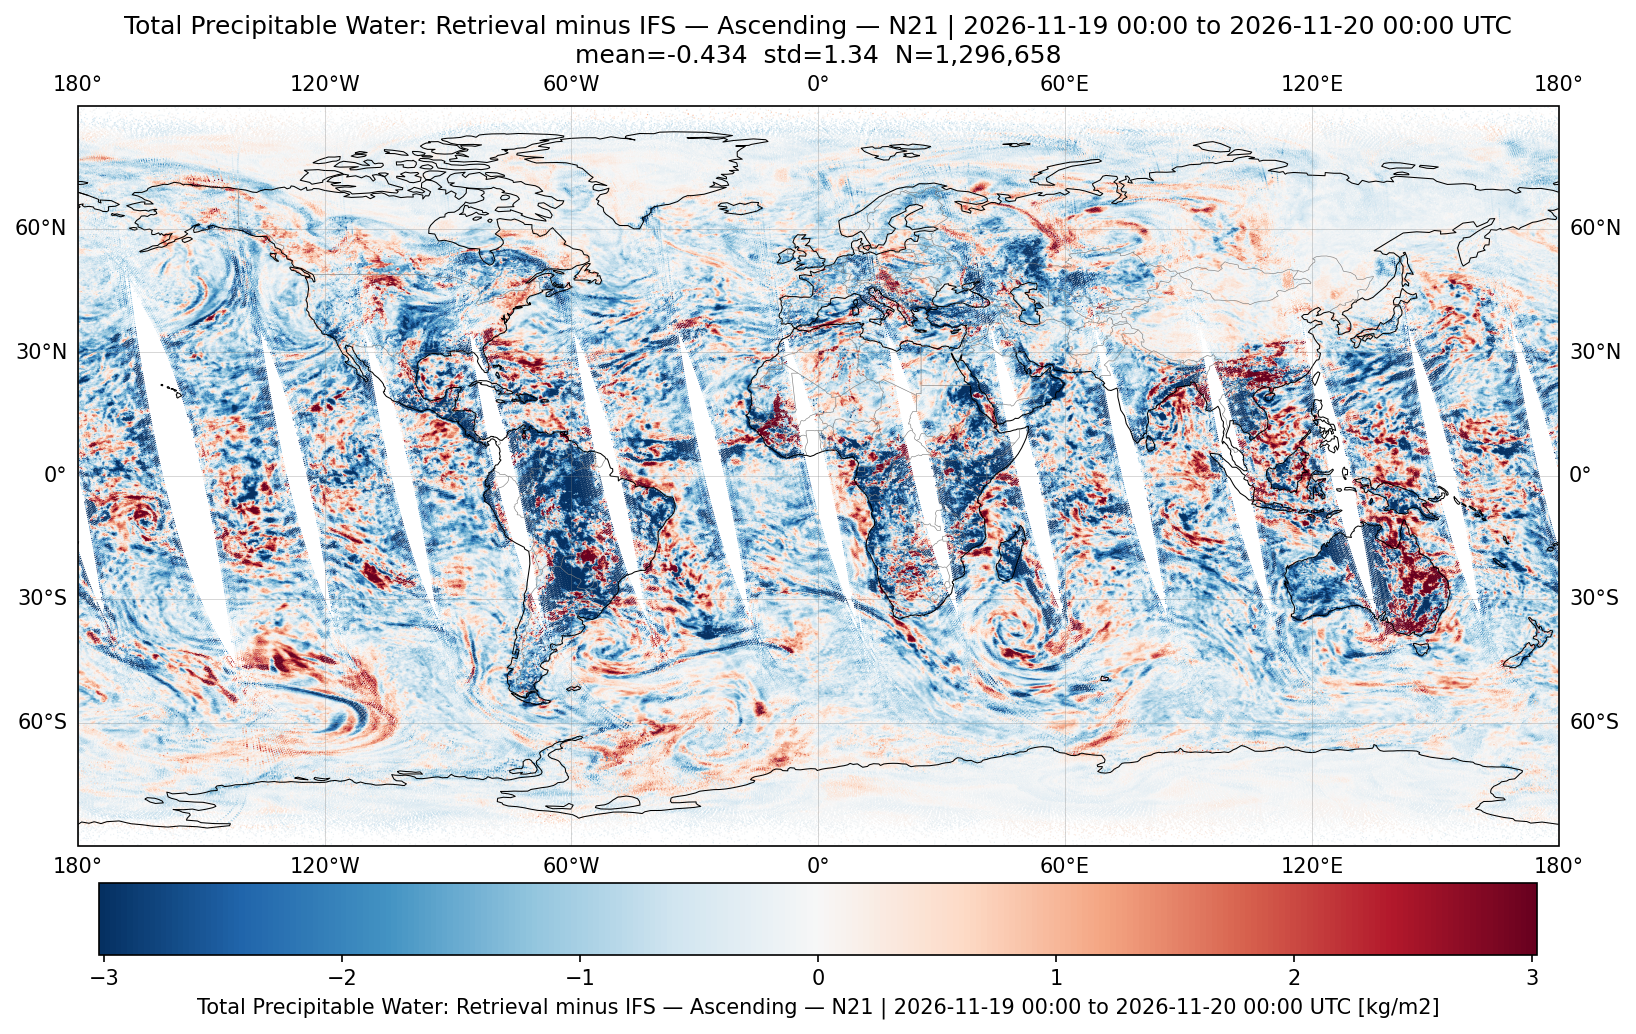 Total Precipitable Water: Retrieval minus IFS — Ascending — N21 | 2026-11-19 00:00 to 2026-11-20 00:00 UTC
mean=-0.434  std=1.34  N=1,296,658
180° 120°W 60°W 0° 60°E 120°E 180°
60°N 60°N
30°N 30°N
0° 0°
30°S 30°S
60°S 60°S
180° 120°W 60°W 0° 60°E 120°E 180°
−3 −2 −1 0 1 2 3
Total Precipitable Water: Retrieval minus IFS — Ascending — N21 | 2026-11-19 00:00 to 2026-11-20 00:00 UTC [kg/m2]